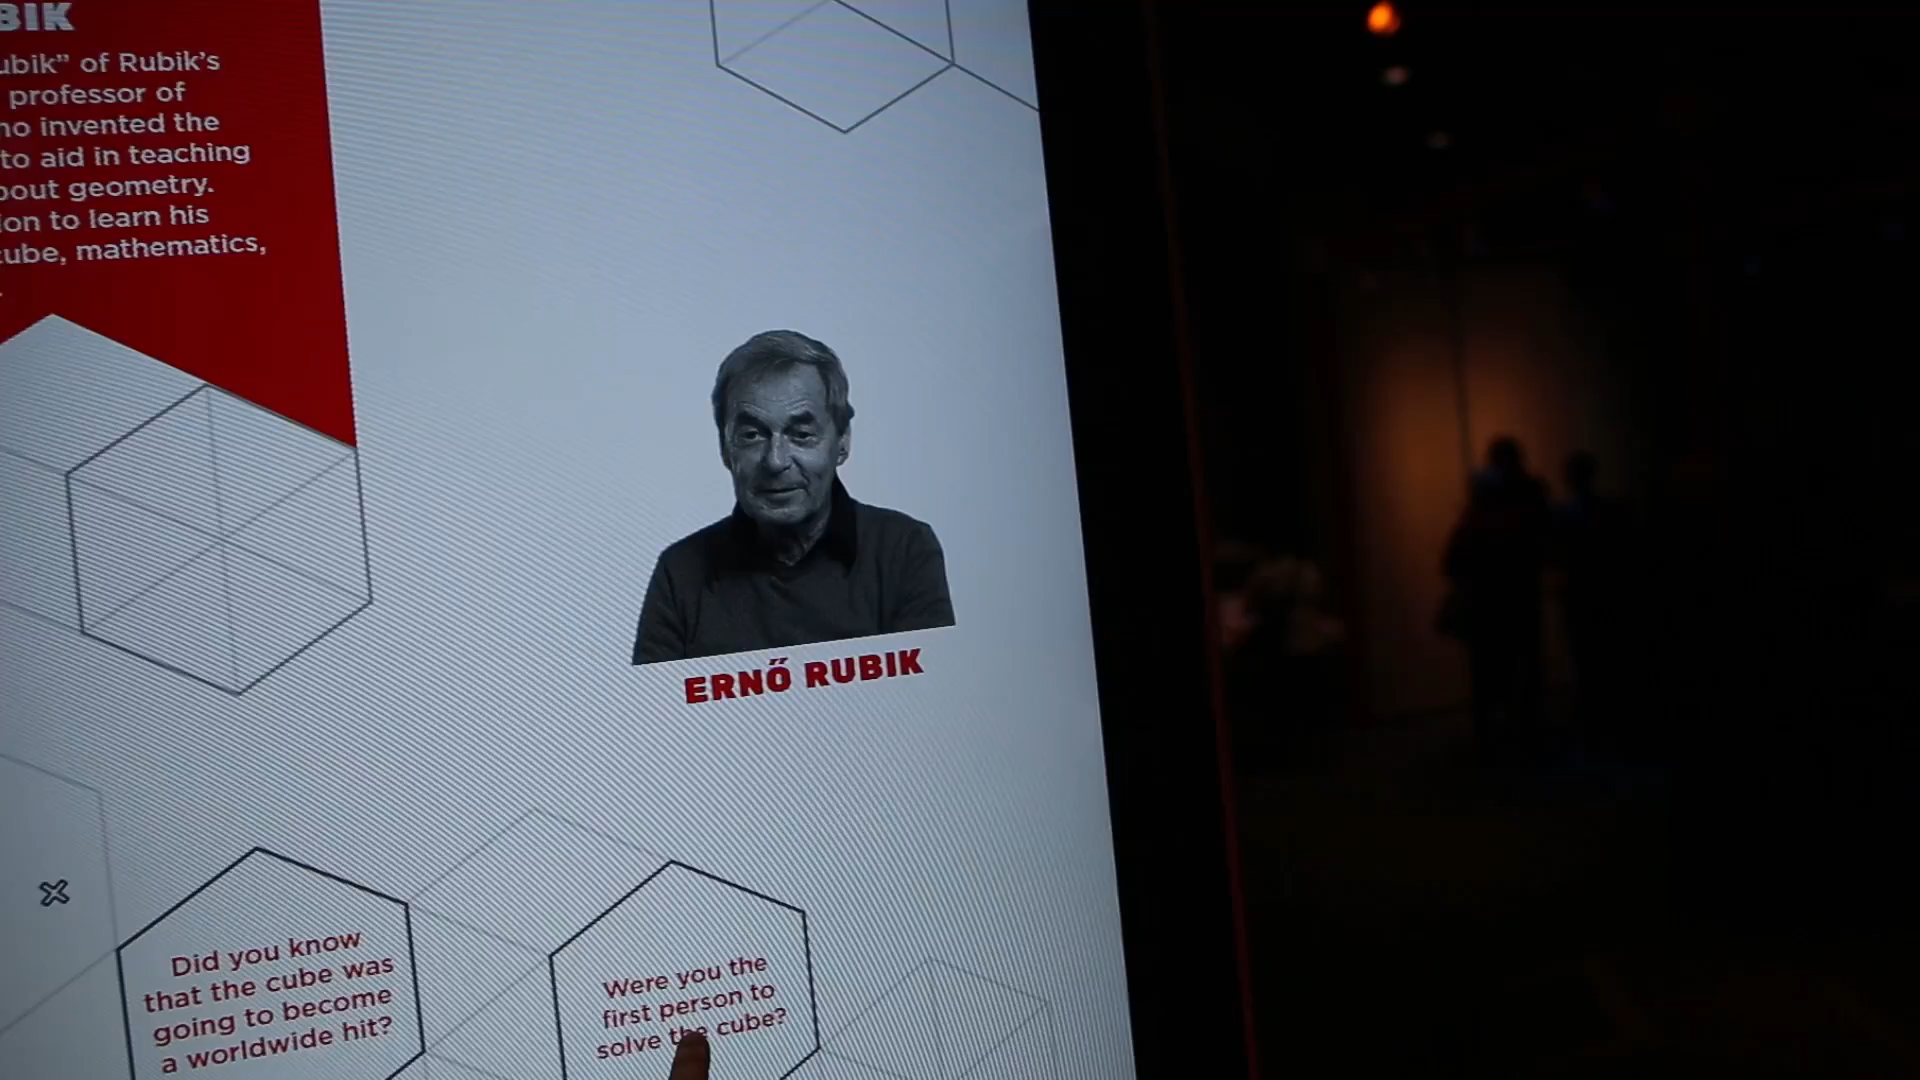 BIK
ubik” of Rubik’s
professor of
ho invented the
to aid in teaching
bout geometry.
ion to learn his
cube, mathematics,
ERNŐ RUBIK
Did you know
that the cube was
going to become
a worldwide hit?
Were you the
first person to
solve the cube?